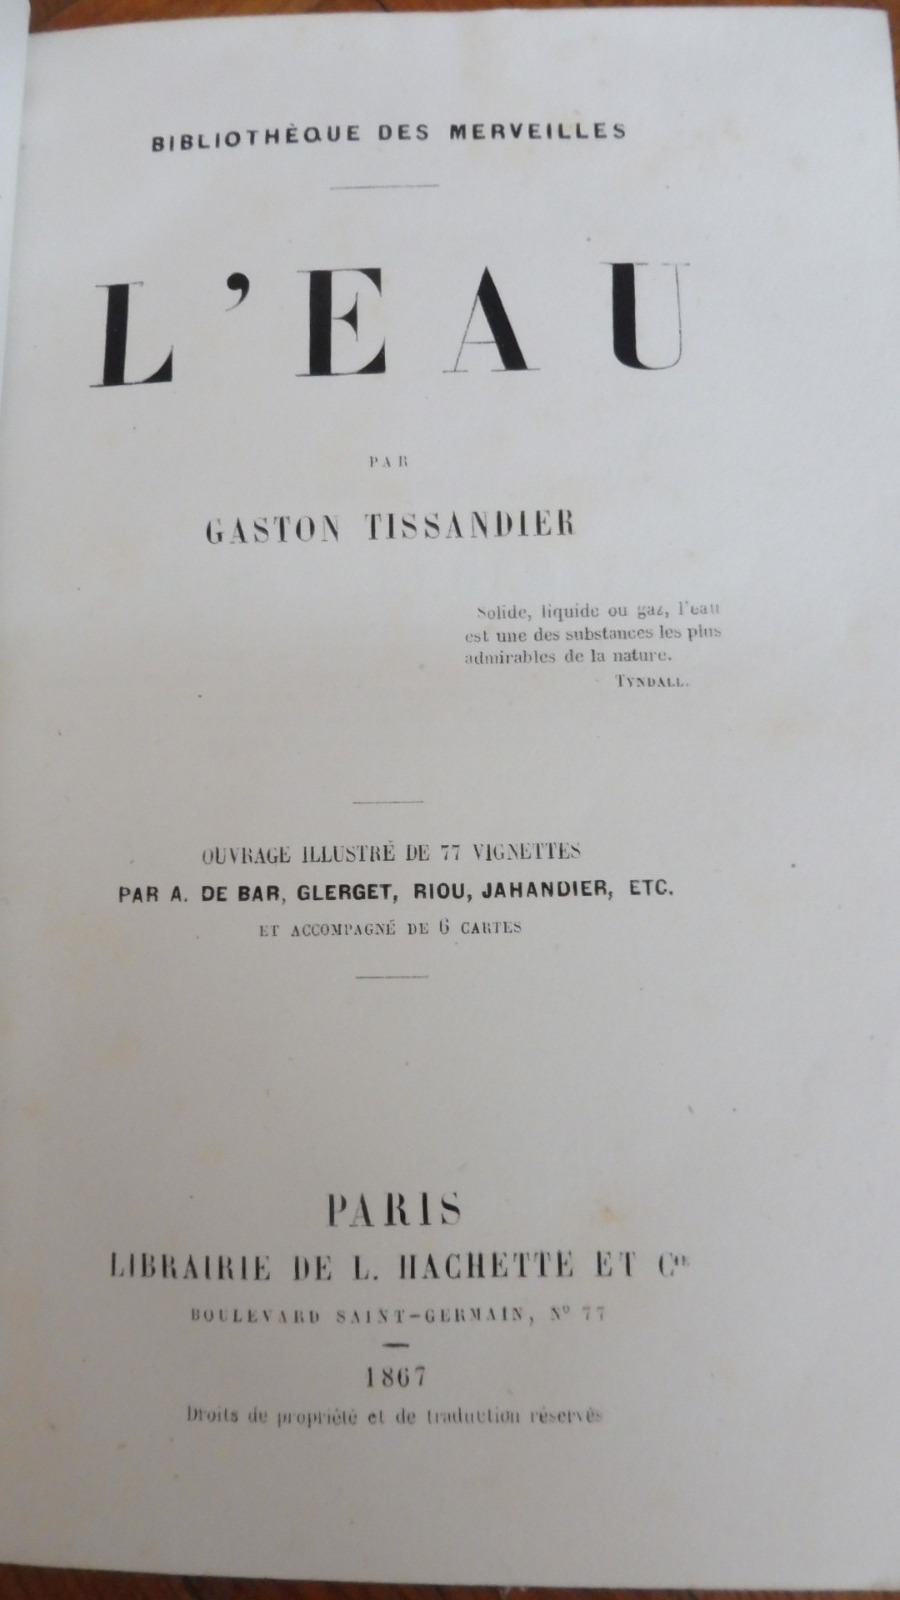 BIBLIOTHÈQUE DES MERVEILLES
L'EAU
PAR
GASTON TISSANDIER
Solide, liquide ou gaz, l'eau
est une des substances les plus
admirables de la nature.
TYNDALL.
OUVRAGE ILLUSTRÉ DE 77 VIGNETTES
PAR A. DE BAR, GLERGET, RIOU, JAHANDIER, ETC.
ET ACCOMPAGNÉ DE 6 CARTES
PARIS
LIBRAIRIE DE L. HACHETTE ET Cie
BOULEVARD SAINT-GERMAIN, N° 77
1867
Droits de propriété et de traduction réservés